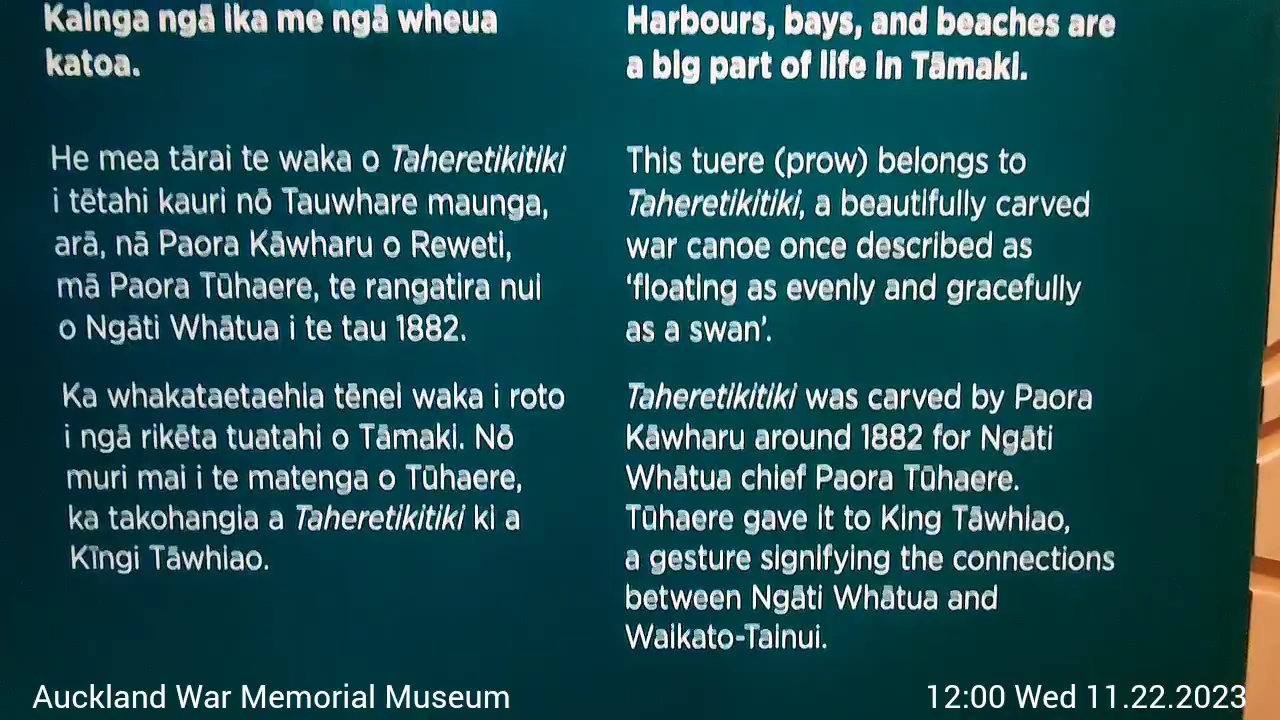 Kainga ngā ika me ngā wheua
katoa.
He mea tārai te waka o Taheretikitiki
i tētahi kauri nō Tauwhare maunga,
arā, nā Paora Kāwharu o Reweti,
mā Paora Tūhaere, te rangatira nui
o Ngāti Whātua i te tau 1882.
Ka whakataetaehia tēnei waka i roto
i ngā rikēta tuatahi o Tāmaki. Nō
muri mai i te matenga o Tūhaere,
ka takohangia a Taheretikitiki ki a
Kīngi Tāwhiao.
Harbours, bays, and beaches are
a big part of life in Tāmaki.
This tuere (prow) belongs to
Taheretikitiki, a beautifully carved
war canoe once described as
‘floating as evenly and gracefully
as a swan’.
Taheretikitiki was carved by Paora
Kāwharu around 1882 for Ngāti
Whātua chief Paora Tūhaere.
Tūhaere gave it to King Tāwhiao,
a gesture signifying the connections
between Ngāti Whātua and
Waikato-Tainui.
Auckland War Memorial Museum
12:00 Wed 11.22.2023